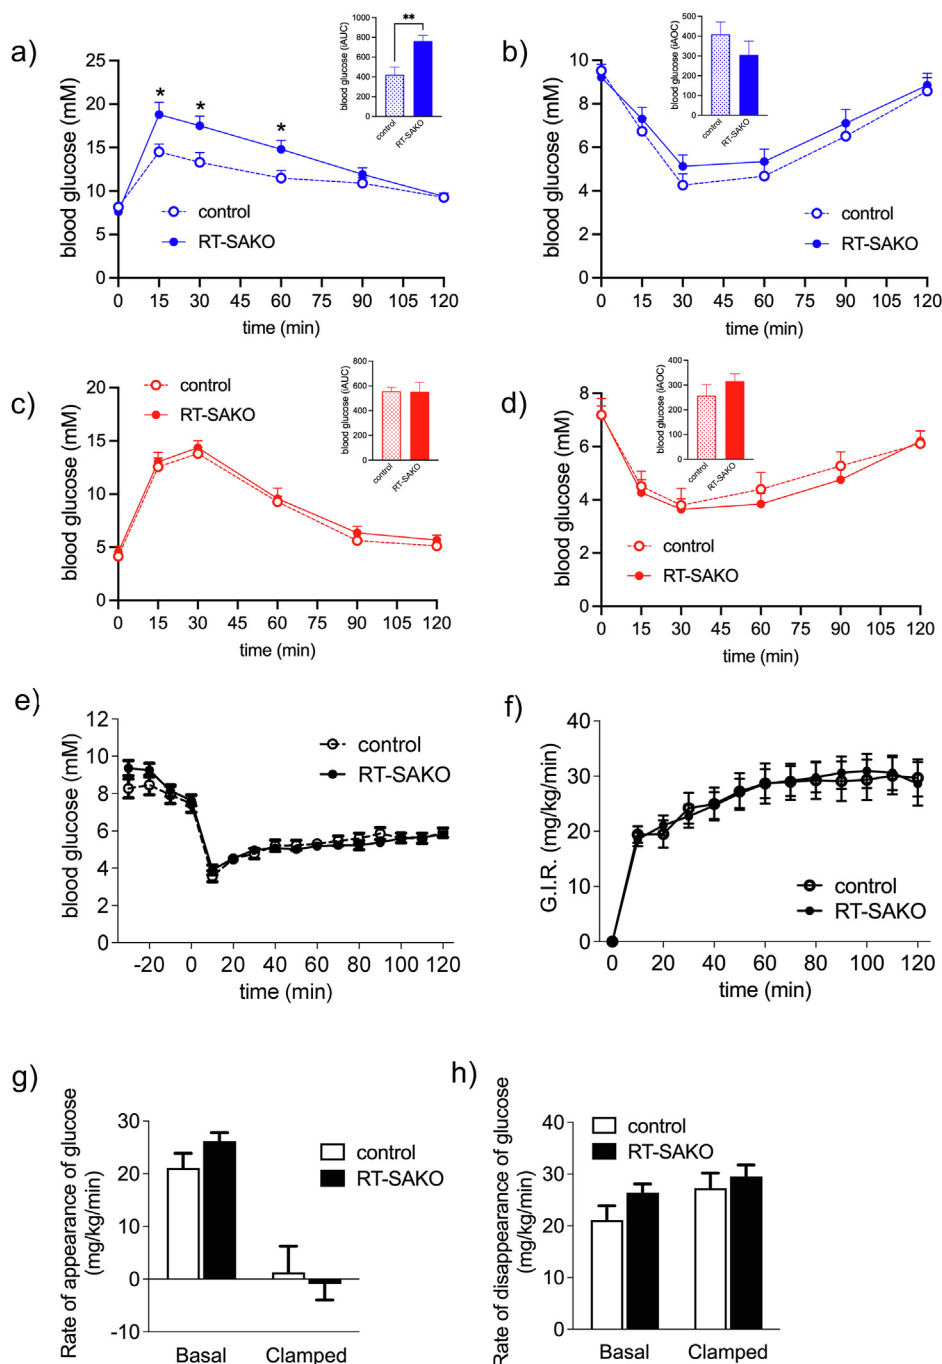 a)
blood glucose (mM)
25
20
15
10
5
0
* * *
control
RT-SAKO
0 15 30 45 60 75 90 105 120
time (min)
blood glucose (iAUC)
1000
800
600
400
200
0
**
control
RT-SAKO
b)
blood glucose (mM)
10
8
6
4
2
0
control
RT-SAKO
0 15 30 45 60 75 90 105 120
time (min)
blood glucose (iAOC)
500
400
300
200
100
0
control
RT-SAKO
c)
blood glucose (mM)
20
15
10
5
0
control
RT-SAKO
0 15 30 45 60 75 90 105 120
time (min)
blood glucose (iAUC)
800
600
400
200
0
control
RT-SAKO
d)
blood glucose (mM)
8
6
4
2
0
control
RT-SAKO
0 15 30 45 60 75 90 105 120
time (min)
blood glucose (iAOC)
400
300
200
100
0
control
RT-SAKO
e)
blood glucose (mM)
12
10
8
6
4
2
0
control
RT-SAKO
-20 0 20 40 60 80 100 120
time (min)
f)
G.I.R. (mg/kg/min)
40
30
20
10
0
control
RT-SAKO
0 20 40 60 80 100 120
time (min)
g)
Rate of appearance of glucose
(mg/kg/min)
30
20
10
0
-10
control
RT-SAKO
Basal Clamped
h)
Rate of disappearance of glucose
(mg/kg/min)
40
30
20
10
0
control
RT-SAKO
Basal Clamped